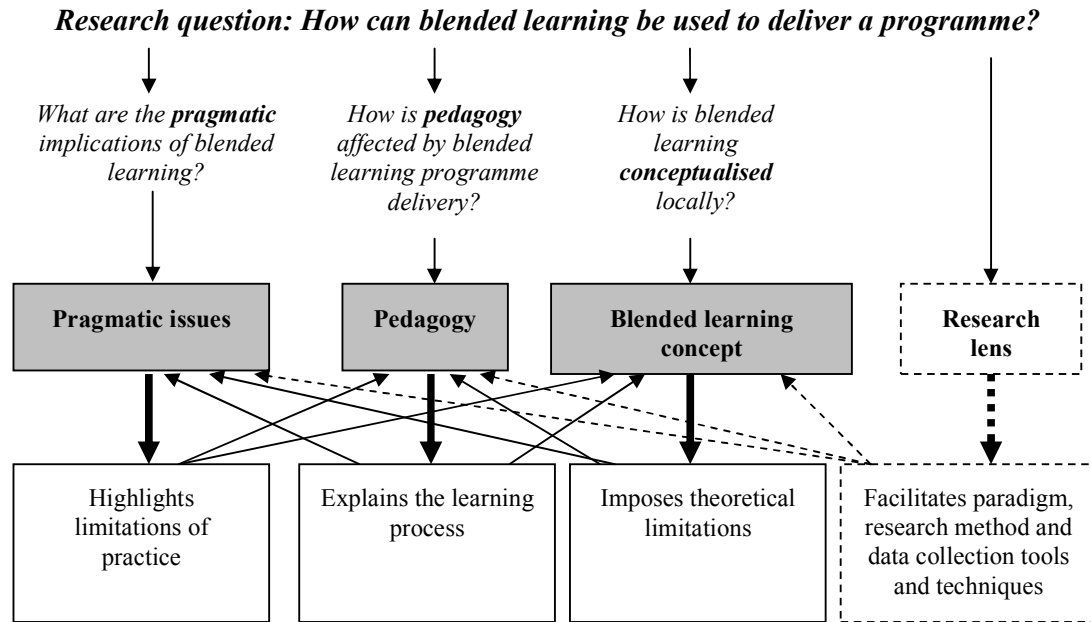 Research question: How can blended learning be used to deliver a programme?
What are the pragmatic
implications of blended
learning?
How is pedagogy
affected by blended
learning programme
delivery?
How is blended
learning
conceptualised
locally?
Pragmatic issues
Pedagogy
Blended learning
concept
Research
lens
Highlights
limitations of
practice
Explains the learning
process
Imposes theoretical
limitations
Facilitates paradigm,
research method and
data collection tools
and techniques